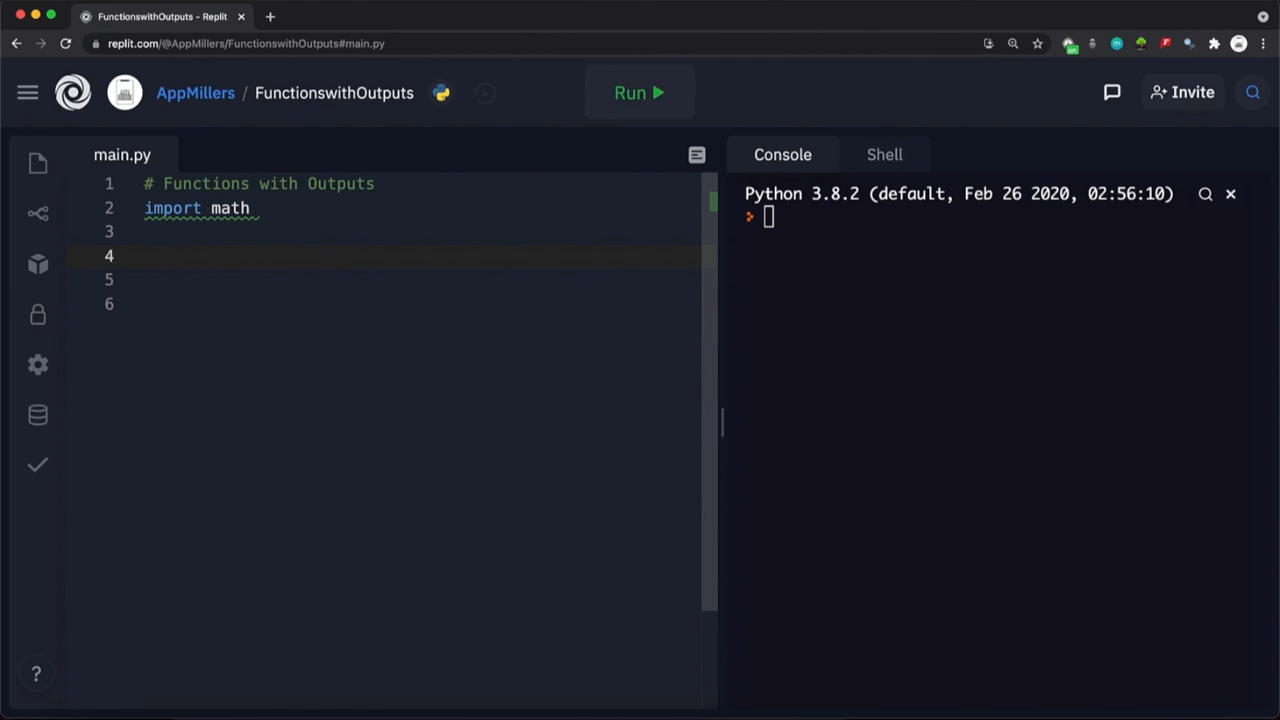 FunctionswithOutputs - Replit
replit.com/@AppMillers/FunctionswithOutputs#main.py
AppMillers / FunctionswithOutputs
Run
Invite
main.py
1 # Functions with Outputs
2 import math
3
4
5
6
Console
Shell
Python 3.8.2 (default, Feb 26 2020, 02:56:10)
?